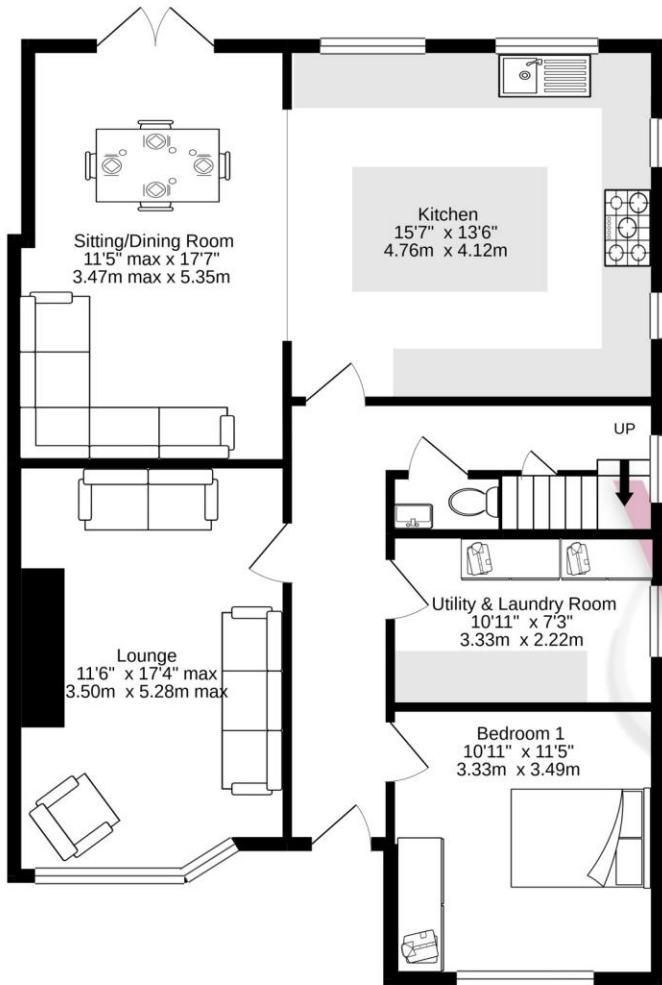 Sitting/Dining Room
11'5" max x 17'7"
3.47m max x 5.35m
Kitchen
15'7" x 13'6"
4.76m x 4.12m
UP
Utility & Laundry Room
10'11" x 7'3"
3.33m x 2.22m
Lounge
11'6" x 17'4" max
3.50m x 5.28m max
Bedroom 1
10'11" x 11'5"
3.33m x 3.49m